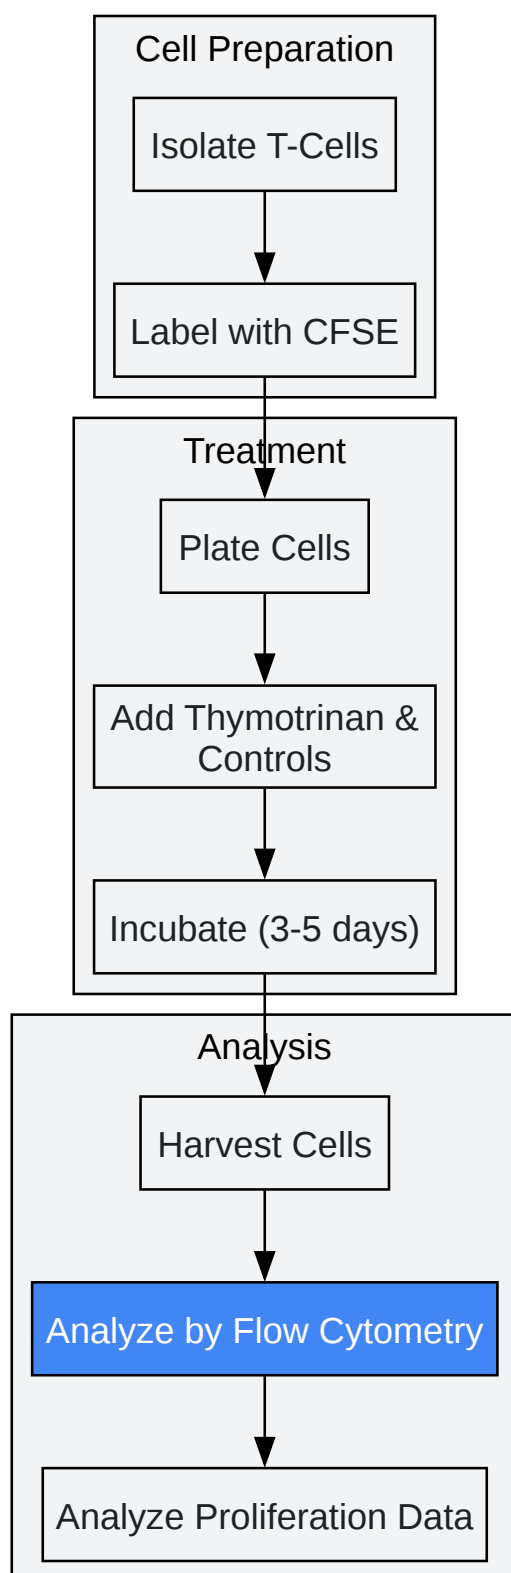 Cell Preparation
Isolate T-Cells
Label with CFSE
Treatment
Plate Cells
Add Thymotrinan &
Controls
Incubate (3-5 days)
Analysis
Harvest Cells
Analyze by Flow Cytometry
Analyze Proliferation Data